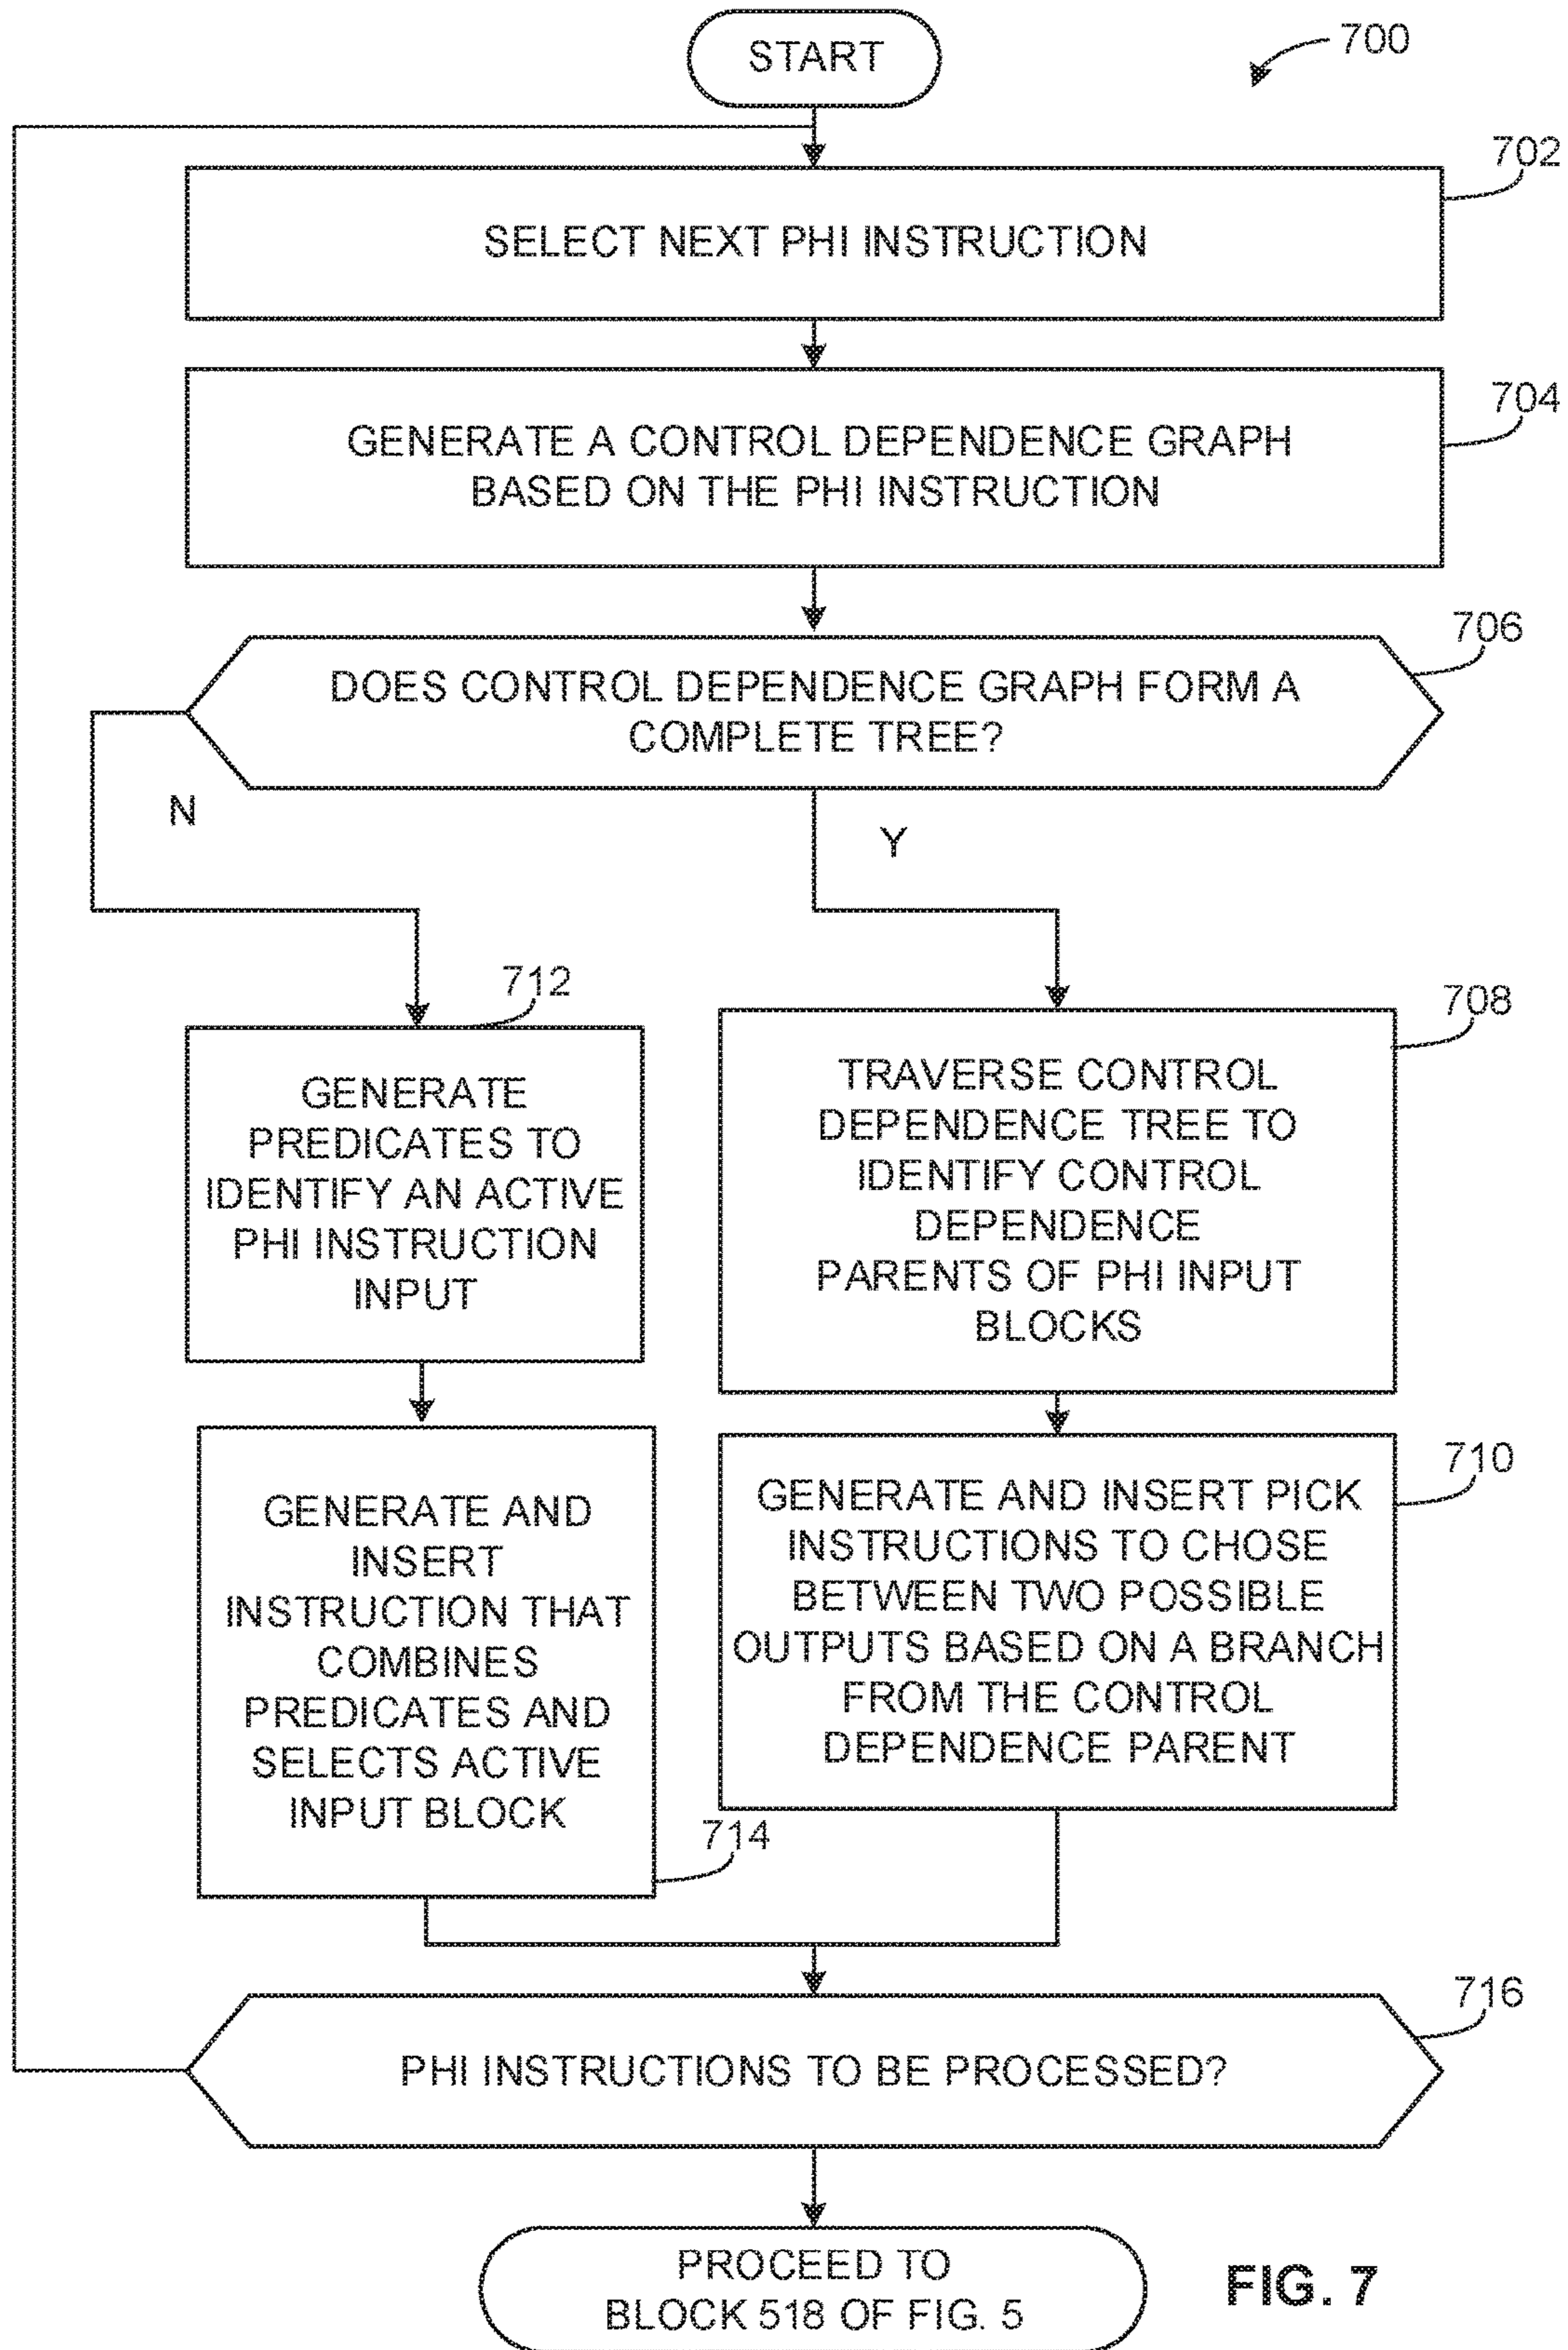 START
700
702
SELECT NEXT PHI INSTRUCTION
704
GENERATE A CONTROL DEPENDENCE GRAPH
BASED ON THE PHI INSTRUCTION
706
DOES CONTROL DEPENDENCE GRAPH FORM A
COMPLETE TREE?
N
Y
712
GENERATE
PREDICATES TO
IDENTIFY AN ACTIVE
PHI INSTRUCTION
INPUT
708
TRAVERSE CONTROL
DEPENDENCE TREE TO
IDENTIFY CONTROL
DEPENDENCE
PARENTS OF PHI INPUT
BLOCKS
GENERATE AND
INSERT
INSTRUCTION THAT
COMBINES
PREDICATES AND
SELECTS ACTIVE
INPUT BLOCK
714
710
GENERATE AND INSERT PICK
INSTRUCTIONS TO CHOSE
BETWEEN TWO POSSIBLE
OUTPUTS BASED ON A BRANCH
FROM THE CONTROL
DEPENDENCE PARENT
716
PHI INSTRUCTIONS TO BE PROCESSED?
PROCEED TO
BLOCK 518 OF FIG. 5
FIG. 7